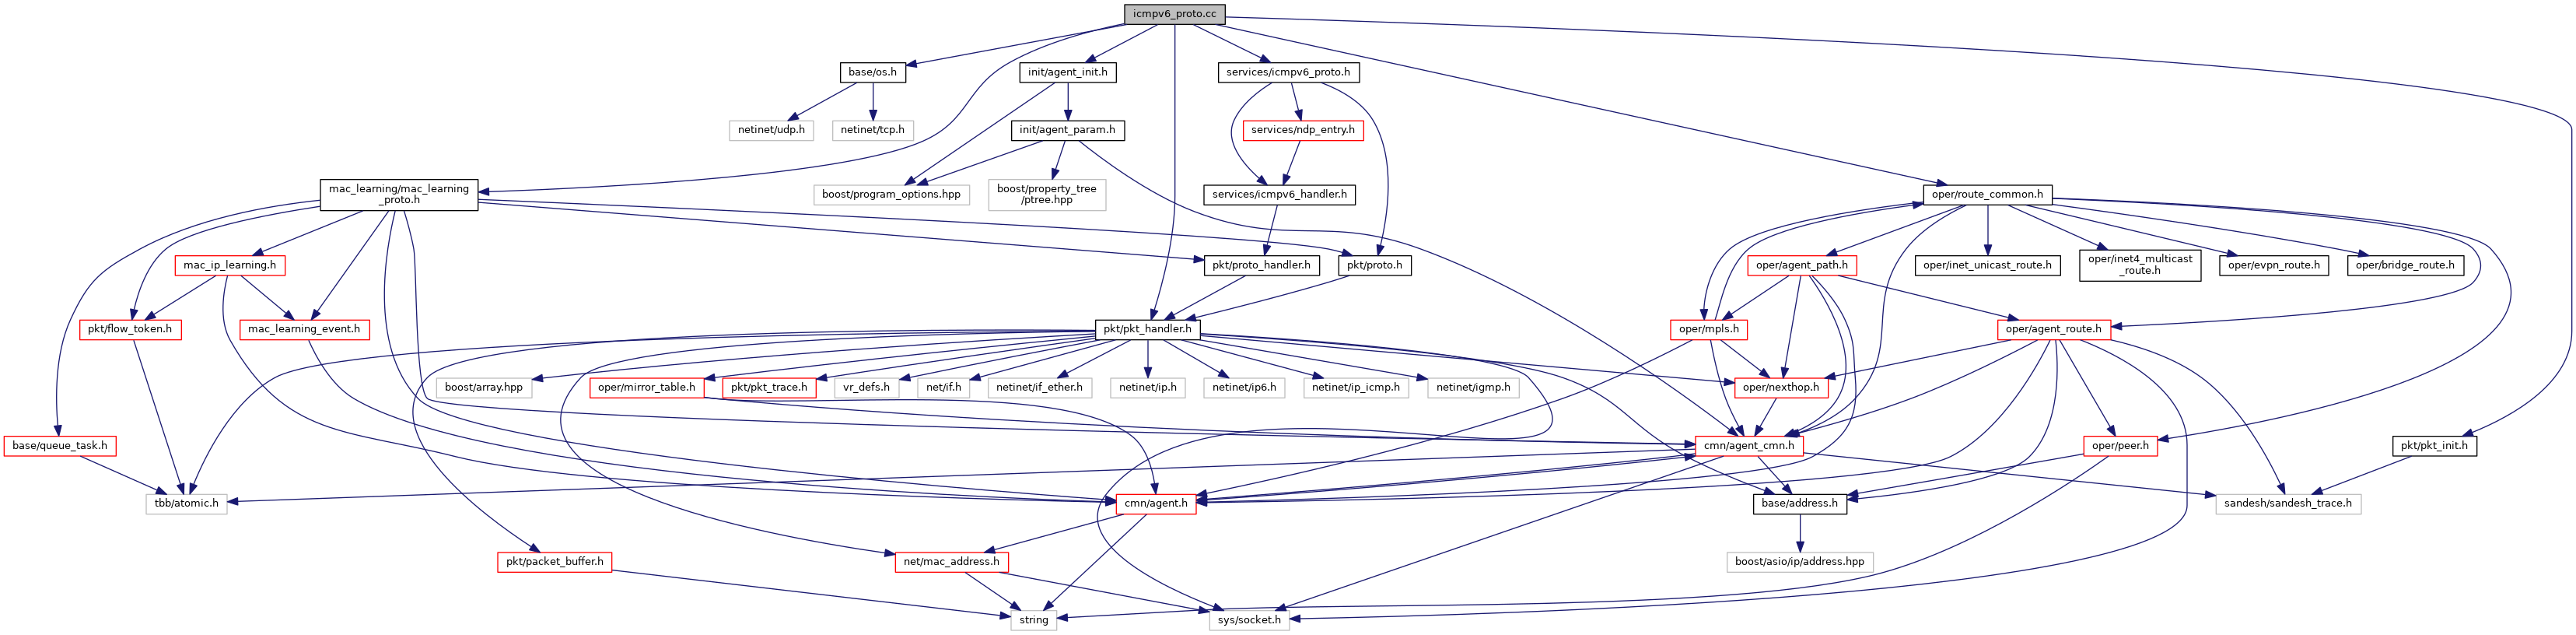 icmpv6_proto.cc
base/os.h
init/agent_init.h
services/icmpv6_proto.h
netinet/udp.h
netinet/tcp.h
init/agent_param.h
services/ndp_entry.h
mac_learning/mac_learning
_proto.h
boost/program_options.hpp
boost/property_tree
/ptree.hpp
services/icmpv6_handler.h
oper/route_common.h
mac_ip_learning.h
pkt/proto_handler.h
pkt/proto.h
oper/agent_path.h
oper/inet_unicast_route.h
oper/inet4_multicast
_route.h
oper/evpn_route.h
oper/bridge_route.h
pkt/flow_token.h
mac_learning_event.h
pkt/pkt_handler.h
oper/mpls.h
oper/agent_route.h
boost/array.hpp
oper/mirror_table.h
pkt/pkt_trace.h
vr_defs.h
net/if.h
netinet/if_ether.h
netinet/ip.h
netinet/ip6.h
netinet/ip_icmp.h
netinet/igmp.h
oper/nexthop.h
base/queue_task.h
cmn/agent_cmn.h
oper/peer.h
pkt/pkt_init.h
tbb/atomic.h
cmn/agent.h
base/address.h
sandesh/sandesh_trace.h
pkt/packet_buffer.h
net/mac_address.h
boost/asio/ip/address.hpp
string
sys/socket.h